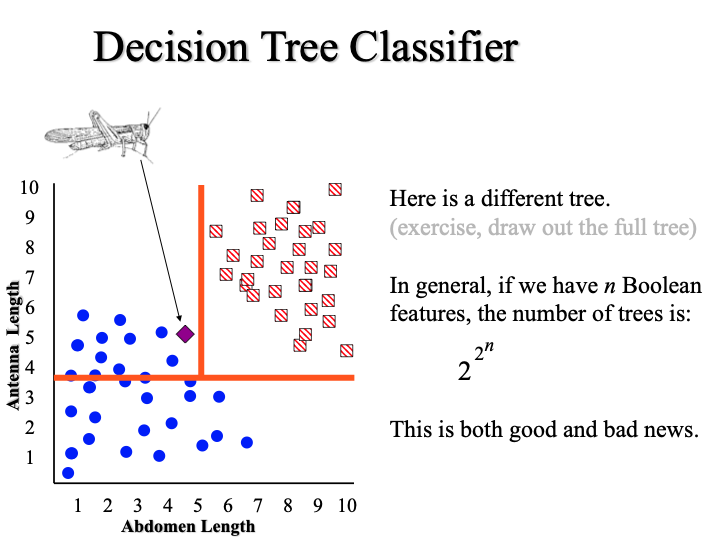 Decision Tree Classifier
10
9
8
7
6
5
4
3
2
1
Antenna Length
1 2 3 4 5 6 7 8 9 10
Abdomen Length
Here is a different tree.
(exercise, draw out the full tree)
In general, if we have n Boolean
features, the number of trees is:
2^{2^n}
This is both good and bad news.